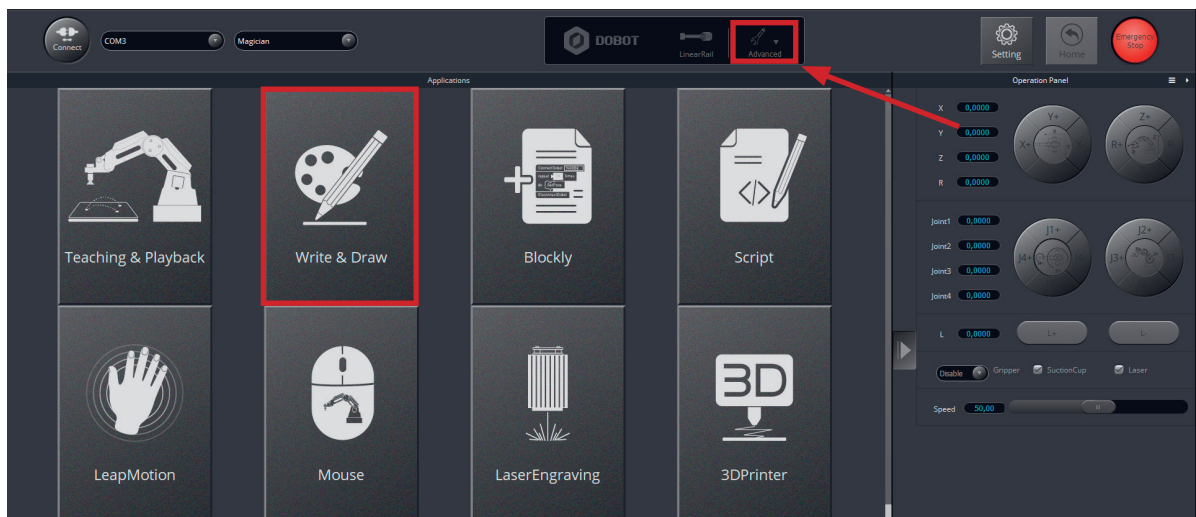 Connect
COM3
Magician
DOBOT
LinearRail
Advanced
Setting
Home
Emergency
Stop
Applications
Operation Panel
Teaching & Playback
Write & Draw
Blockly
Script
LeapMotion
Mouse
LaserEngraving
3D
3DPrinter
X 0,0000
Y 0,0000
Z 0,0000
R 0,0000
Y+
X+
Z+
R+
Joint1 0,0000
Joint2 0,0000
Joint3 0,0000
Joint4 0,0000
J1+
J4+
J2+
J3+
L 0,0000
L+
L-
Disable
Gripper
SuctionCup
Laser
Speed 50,00